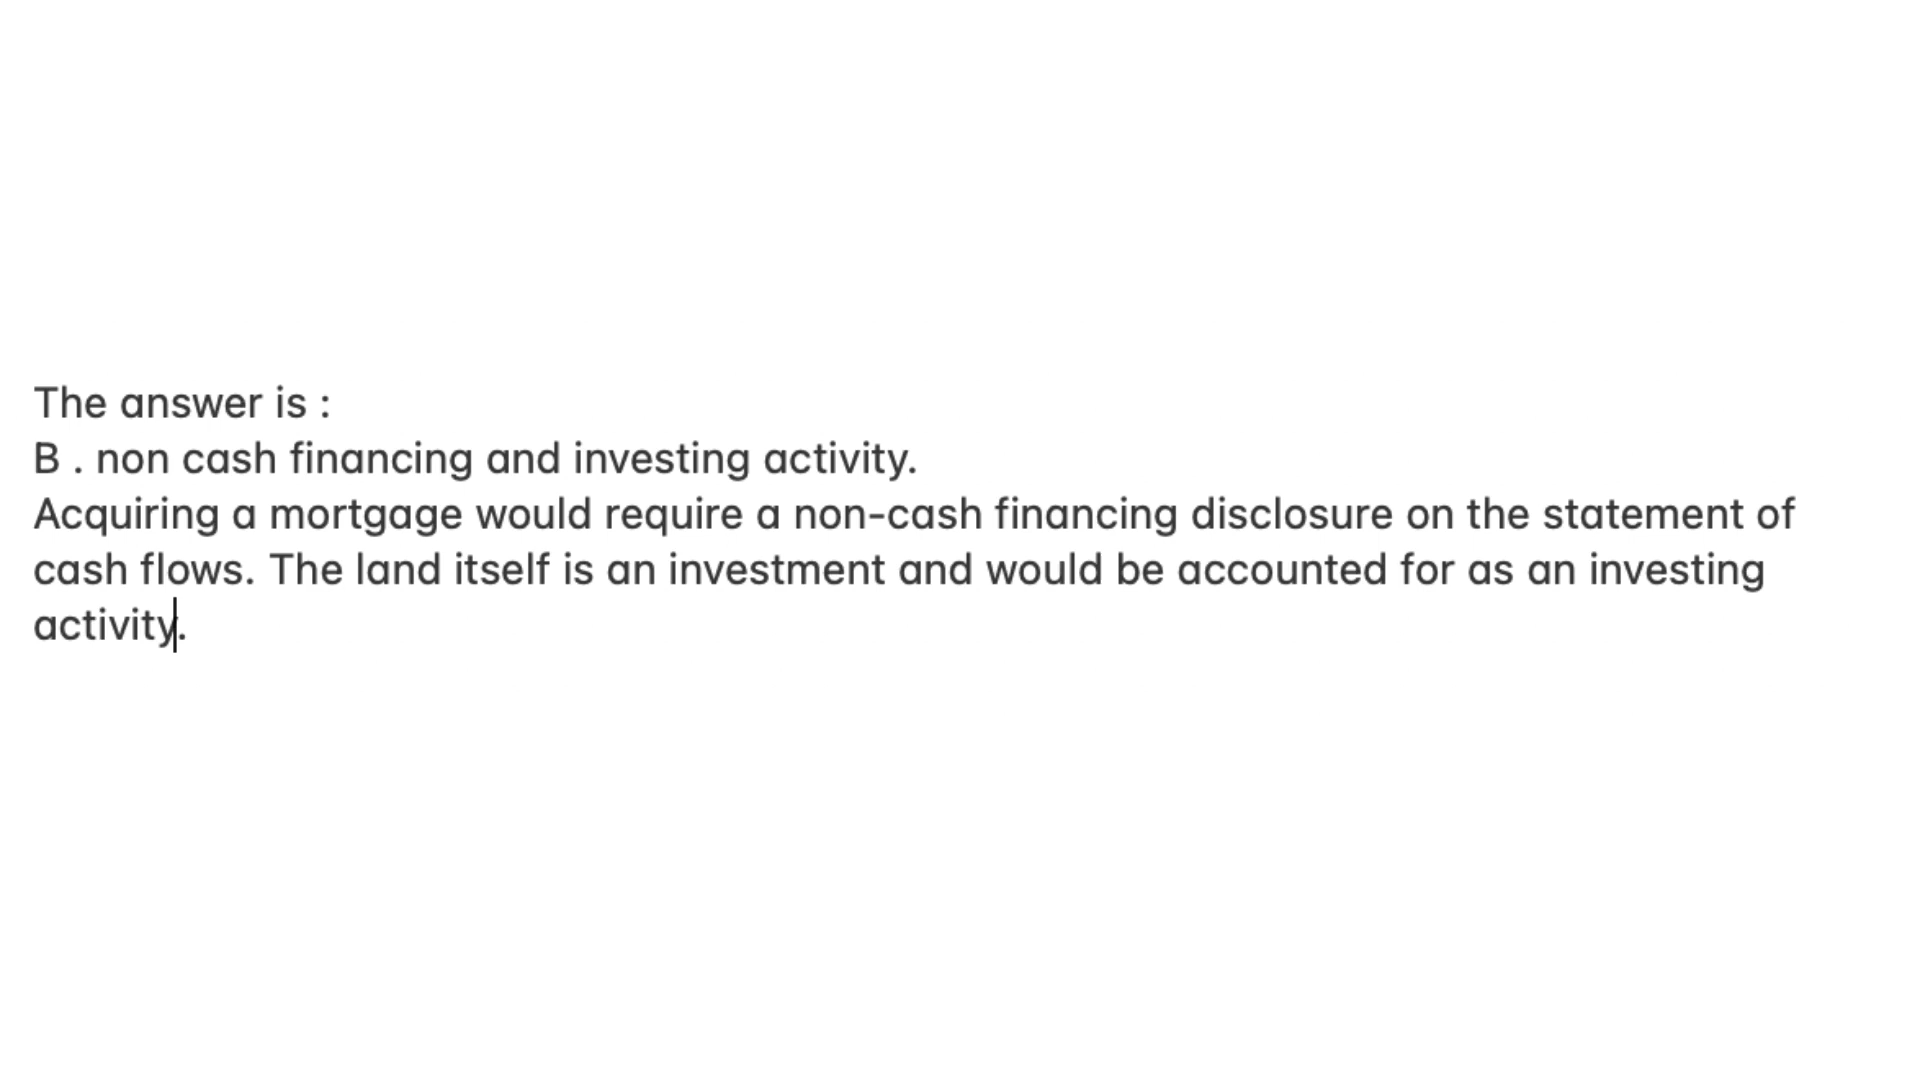 The answer is :
B . non cash financing and investing activity.
Acquiring a mortgage would require a non-cash financing disclosure on the statement of
cash flows. The land itself is an investment and would be accounted for as an investing
activity.